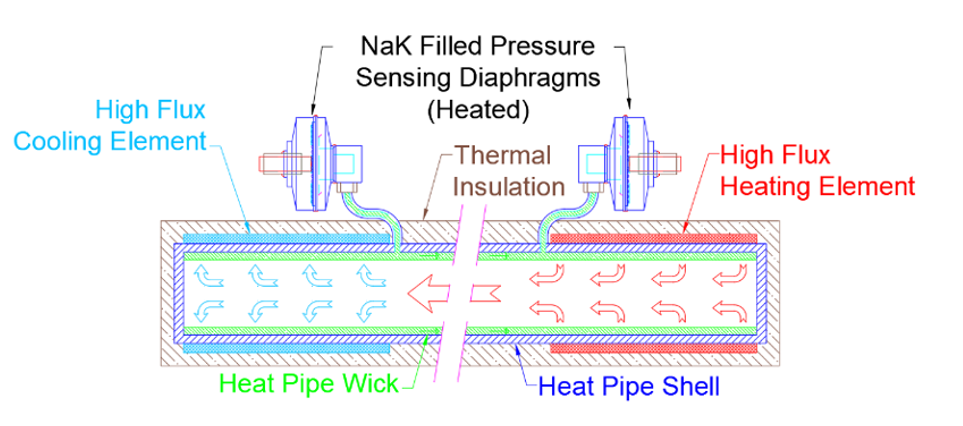 NaK Filled Pressure
Sensing Diaphragms
(Heated)
High Flux
Cooling Element
Thermal
Insulation
High Flux
Heating Element
Heat Pipe Wick
Heat Pipe Shell